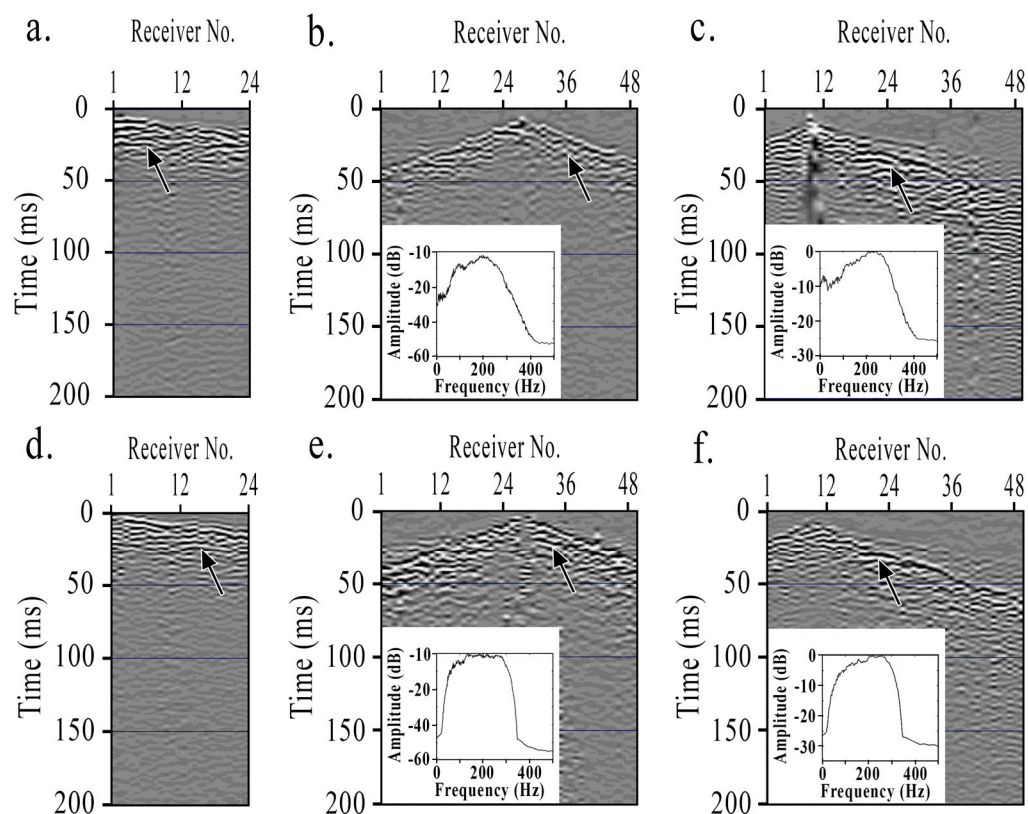 a.
Receiver No.
1 12 24
0
50
100
150
200
Time (ms)
b.
Receiver No.
1 12 24 36 48
0
50
100
150
200
Time (ms)
-10
-20
-40
-60
Amplitude (dB)
0 200 400
Frequency (Hz)
c.
Receiver No.
1 12 24 36 48
0
50
100
150
200
Time (ms)
0
-10
-20
-30
Amplitude (dB)
0 200 400
Frequency (Hz)
d.
Receiver No.
1 12 24
0
50
100
150
200
Time (ms)
e.
Receiver No.
1 12 24 36 48
0
50
100
150
200
Time (ms)
-10
-20
-40
-60
Amplitude (dB)
0 200 400
Frequency (Hz)
f.
Receiver No.
1 12 24 36 48
0
50
100
150
200
Time (ms)
0
-10
-20
-30
Amplitude (dB)
0 200 400
Frequency (Hz)